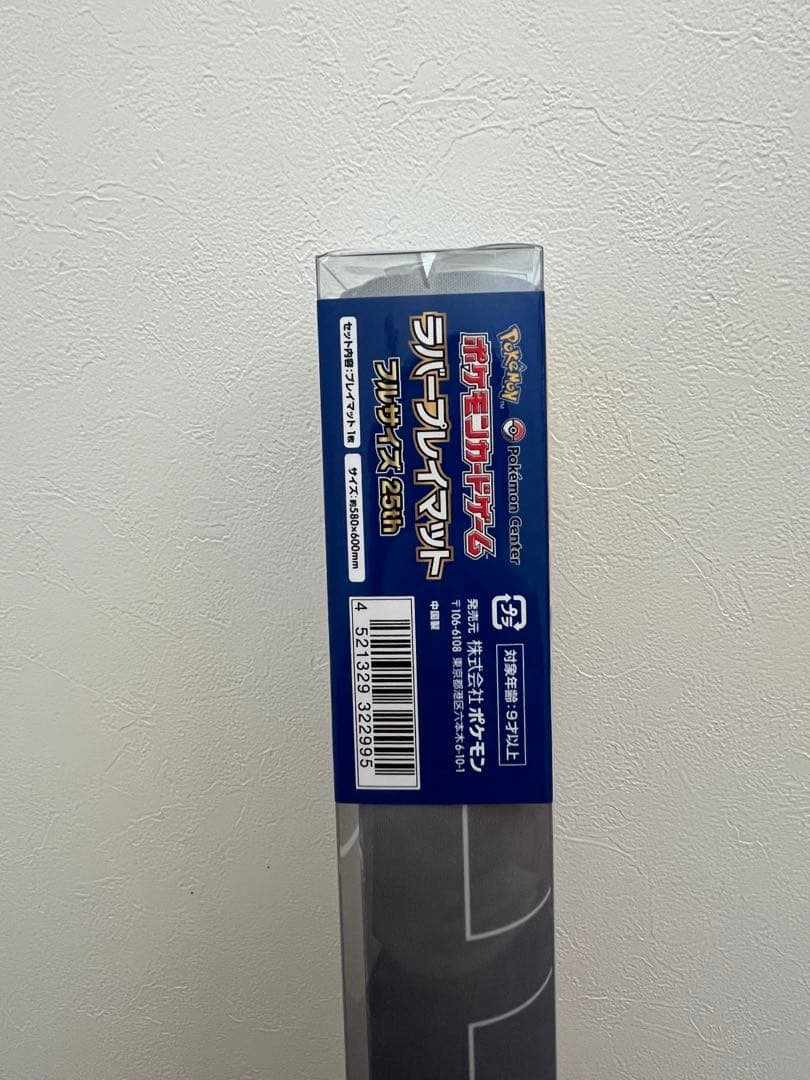 POKÉMON™
Pokémon Center
ポケモンカードゲーム
ラバープレイマット
フルサイズ 25th
セット内容:プレイマット 1枚
サイズ:約580×600mm
プラ
対象年齢:9才以上
発売元 株式会社 ポケモン
〒106-6108 東京都港区六本木6-10-1
中国製
4 521329 322995